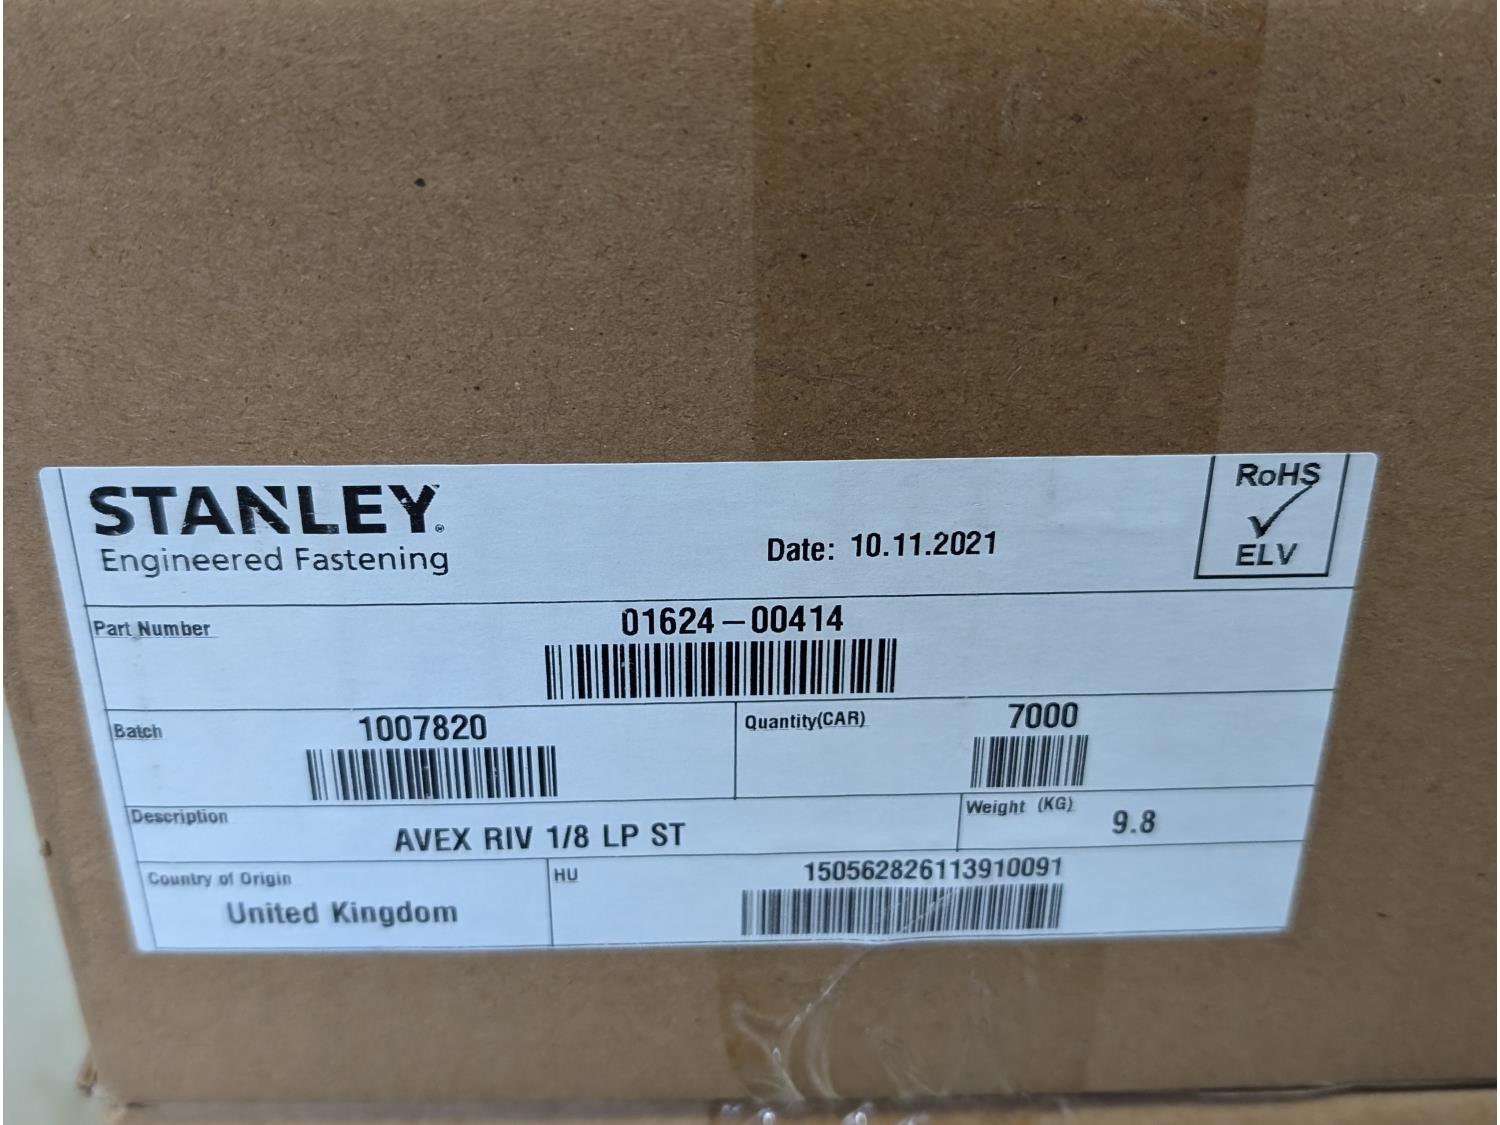 STANLEY®
Engineered Fastening
Date: 10.11.2021
RoHS
ELV
Part Number
01624-00414
Batch
1007820
Quantity(CAR)
7000
Description
AVEX RIV 1/8 LP ST
Weight (KG)
9.8
Country of Origin
United Kingdom
HU
150562826113910091